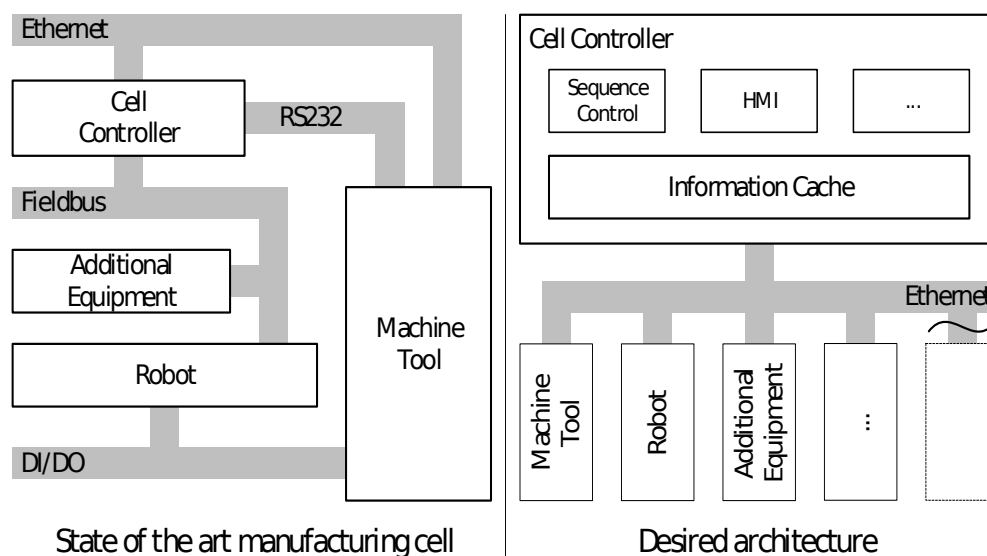 Ethernet
Cell
Controller
RS232
Fieldbus
Additional
Equipment
Machine
Tool
Robot
DI/DO
State of the art manufacturing cell
Cell Controller
Sequence
Control
HMI
...
Information Cache
Ethernet
Machine
Tool
Robot
Additional
Equipment
...
Desired architecture